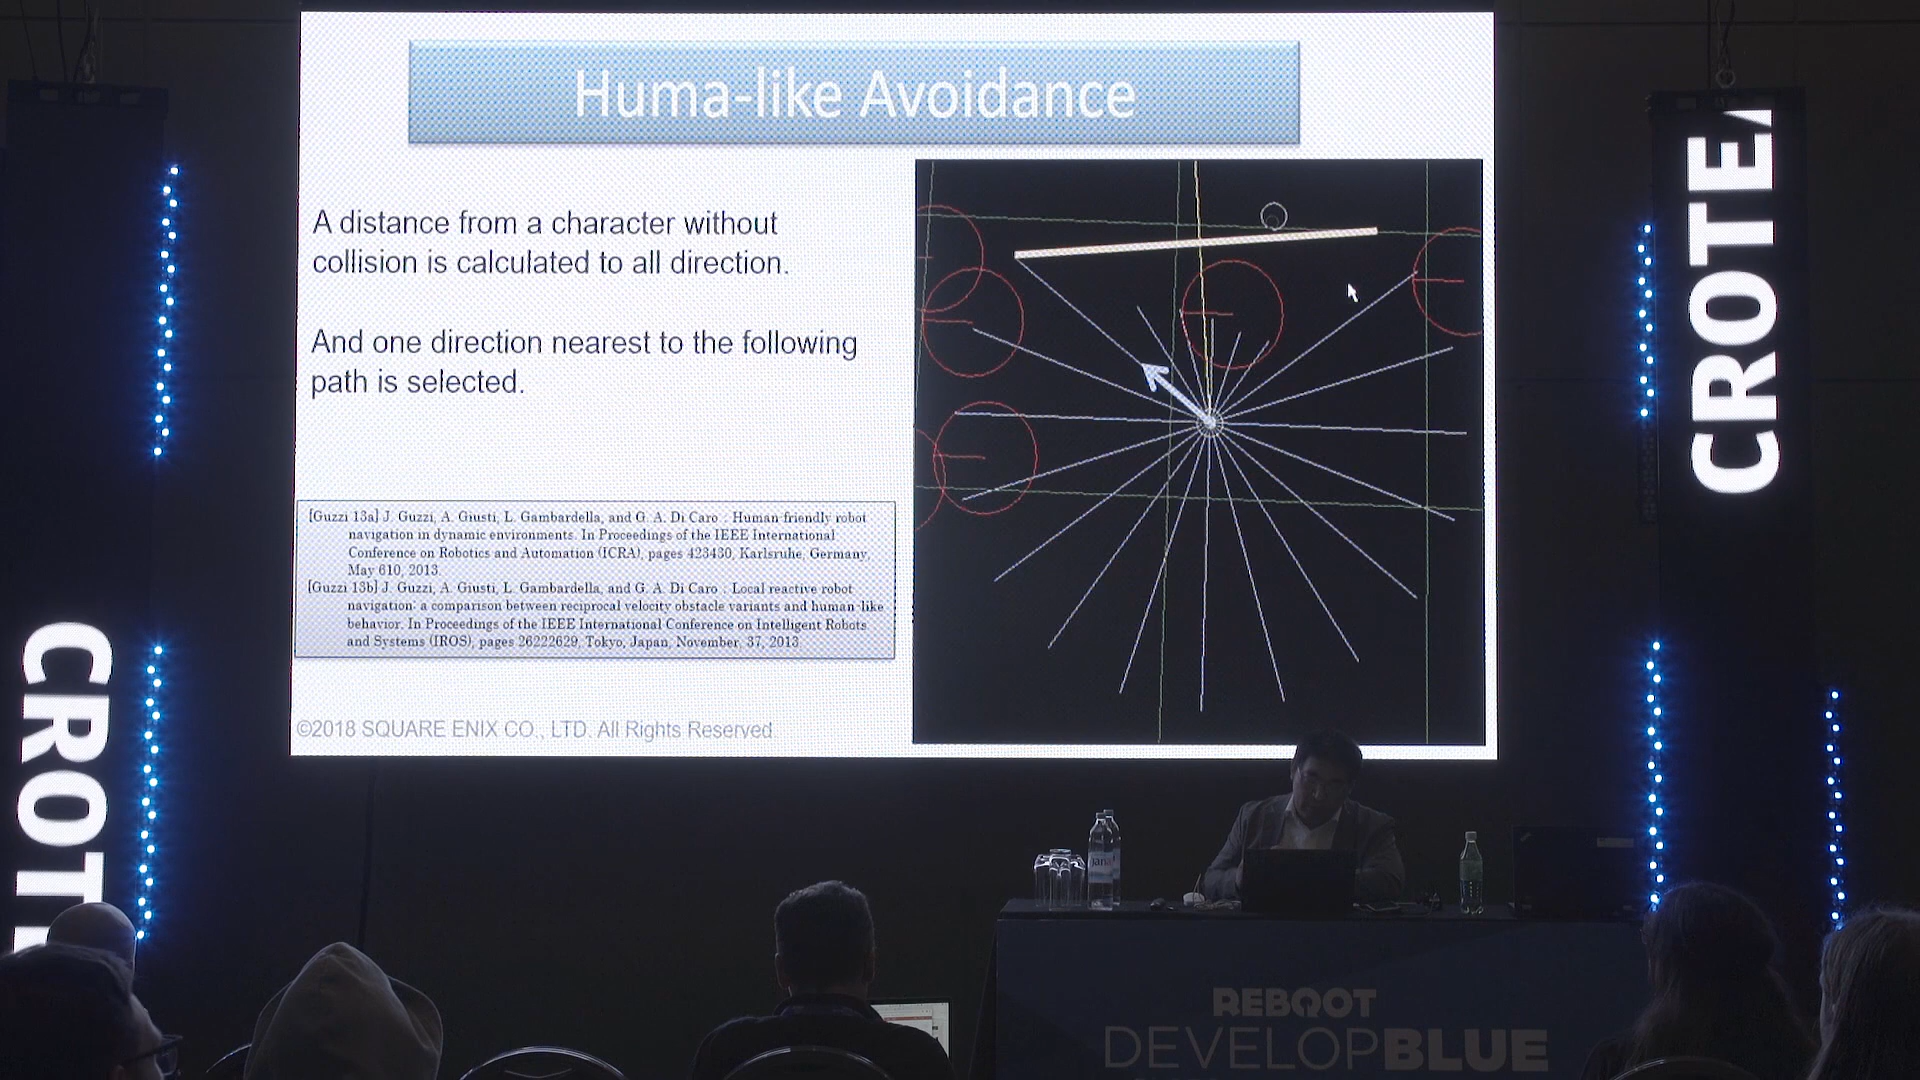 Huma-like Avoidance
A distance from a character without
collision is calculated to all direction.
And one direction nearest to the following
path is selected.
[Guzzi 13a] J. Guzzi, A. Giusti, L. Gambardella, and G. A. Di Caro : Human-friendly robot
navigation in dynamic environments. In Proceedings of the IEEE International
Conference on Robotics and Automation (ICRA), pages 423430, Karlsruhe, Germany,
May 610, 2013.
[Guzzi 13b] J. Guzzi, A. Giusti, L. Gambardella, and G. A. Di Caro : Local reactive robot
navigation: a comparison between reciprocal velocity obstacle variants and human-like
behavior. In Proceedings of the IEEE International Conference on Intelligent Robots
and Systems (IROS), pages 26222629, Tokyo, Japan, November, 37, 2013.
©2018 SQUARE ENIX CO., LTD. All Rights Reserved.
CROTE
CROT
jana
REBOOT
DEVELOPBLUE